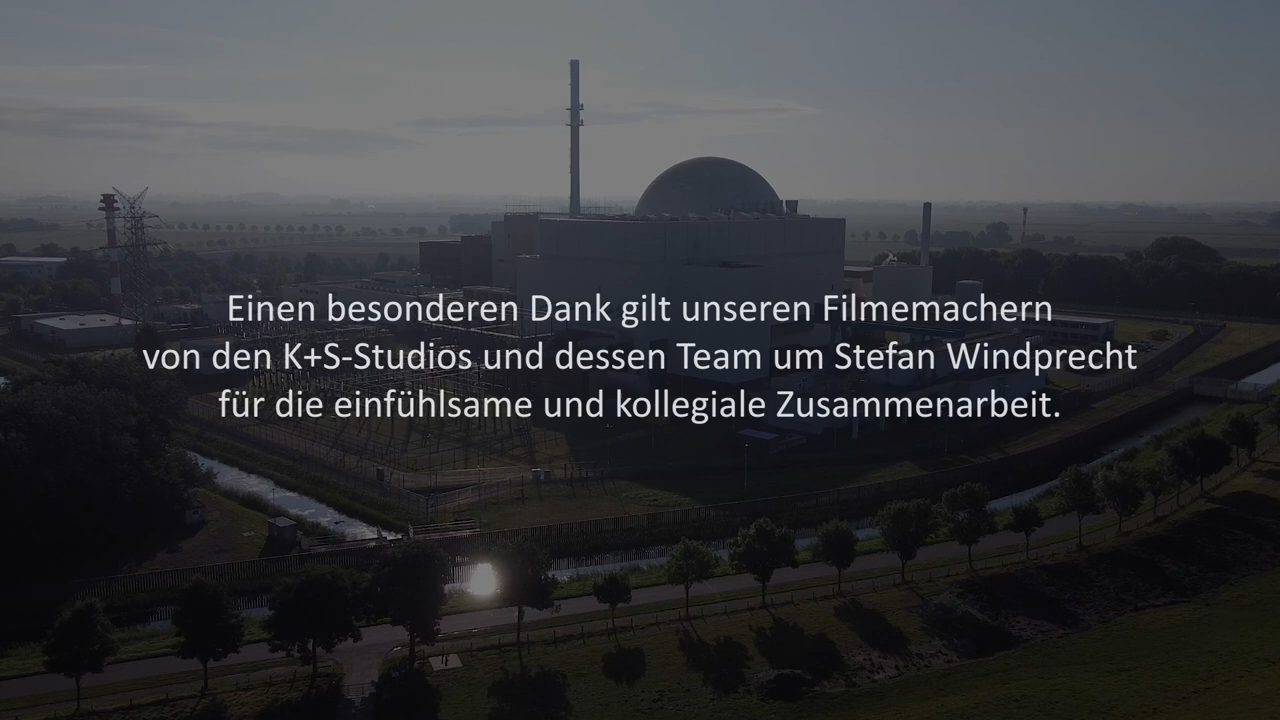 Einen besonderen Dank gilt unseren Filmemachern
von den K+S-Studios und dessen Team um Stefan Windprecht
für die einfühlsame und kollegiale Zusammenarbeit.